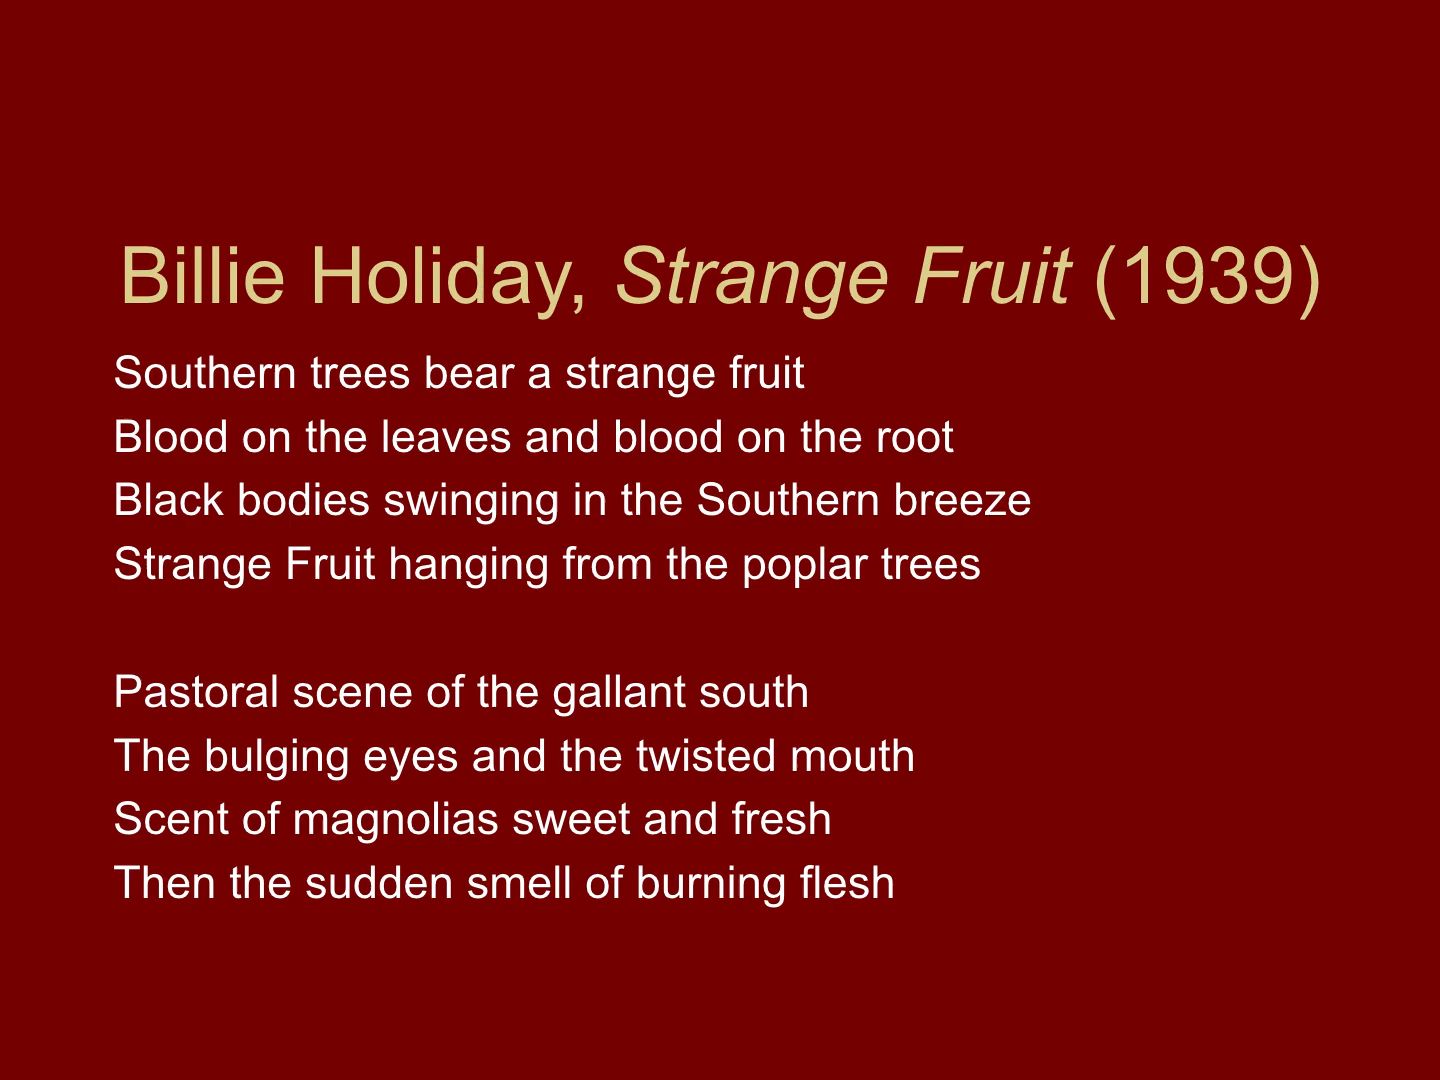 Billie Holiday, Strange Fruit (1939)
Southern trees bear a strange fruit
Blood on the leaves and blood on the root
Black bodies swinging in the Southern breeze
Strange Fruit hanging from the poplar trees
Pastoral scene of the gallant south
The bulging eyes and the twisted mouth
Scent of magnolias sweet and fresh
Then the sudden smell of burning flesh